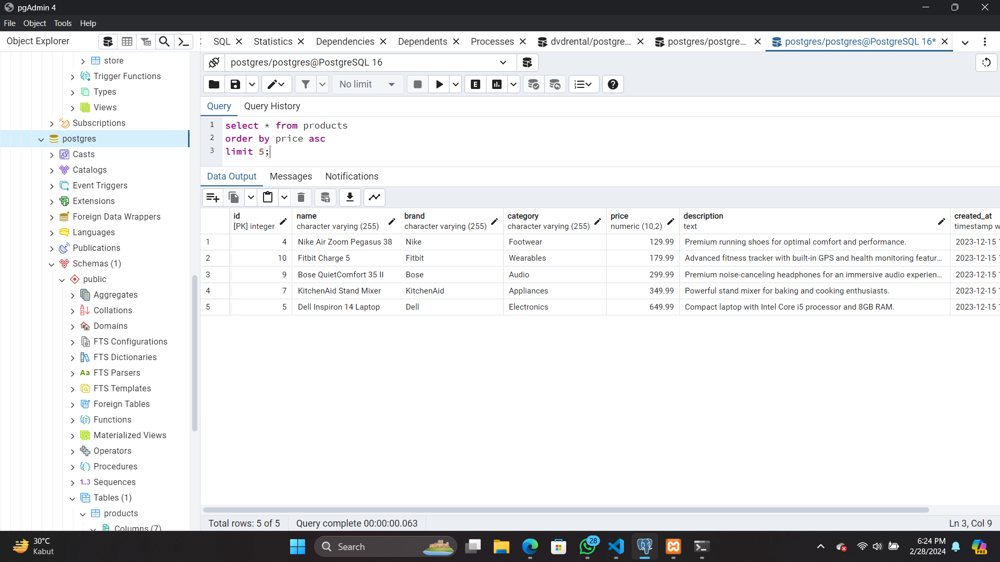 pgAdmin 4
File Object Tools Help
Object Explorer
SQL Statistics Dependencies Dependents Processes dvdrental/postgre... postgres/postgre... postgres/postgres@PostgreSQL 16*
store
Trigger Functions
Types
Views
Subscriptions
postgres
Casts
Catalogs
Event Triggers
Extensions
Foreign Data Wrappers
Languages
Publications
Schemas (1)
public
Aggregates
Collations
Domains
FTS Configurations
FTS Dictionaries
Aa FTS Parsers
FTS Templates
Foreign Tables
Functions
Materialized Views
Operators
Procedures
1..3 Sequences
Tables (1)
products
Columns (7)
postgres/postgres@PostgreSQL 16
No limit
E
Query Query History
1 select * from products
2 order by price asc
3 limit 5;
Data Output Messages Notifications
id name brand category price description created_at
[PK] integer character varying (255) character varying (255) character varying (255) numeric (10,2) text timestamp w
1 4 Nike Air Zoom Pegasus 38 Nike Footwear 129.99 Premium running shoes for optimal comfort and performance. 2023-12-15 1
2 10 Fitbit Charge 5 Fitbit Wearables 179.99 Advanced fitness tracker with built-in GPS and health monitoring featur... 2023-12-15 1
3 9 Bose QuietComfort 35 II Bose Audio 299.99 Premium noise-canceling headphones for an immersive audio experien... 2023-12-15 1
4 7 KitchenAid Stand Mixer KitchenAid Appliances 349.99 Powerful stand mixer for baking and cooking enthusiasts. 2023-12-15 1
5 5 Dell Inspiron 14 Laptop Dell Electronics 649.99 Compact laptop with Intel Core i5 processor and 8GB RAM. 2023-12-15 1
Total rows: 5 of 5 Query complete 00:00:00.063 Ln 3, Col 9
30°C
Kabut
Search
28
6:24 PM
2/28/2024
PRE